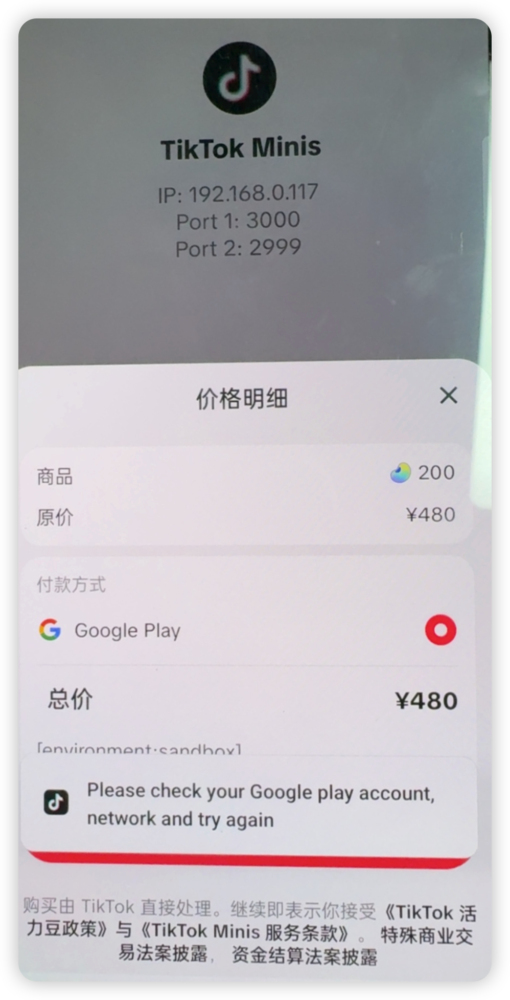 TikTok Minis
IP: 192.168.0.117
Port 1: 3000
Port 2: 2999
价格明细
商品 200
原价 ¥480
付款方式
Google Play
总价 ¥480
[environment:sandbox]
Please check your Google play account,
network and try again
购买由 TikTok 直接处理。继续即表示你接受《TikTok 活
力豆政策》与《TikTok Minis 服务条款》。特殊商业交
易法案披露, 资金结算法案披露